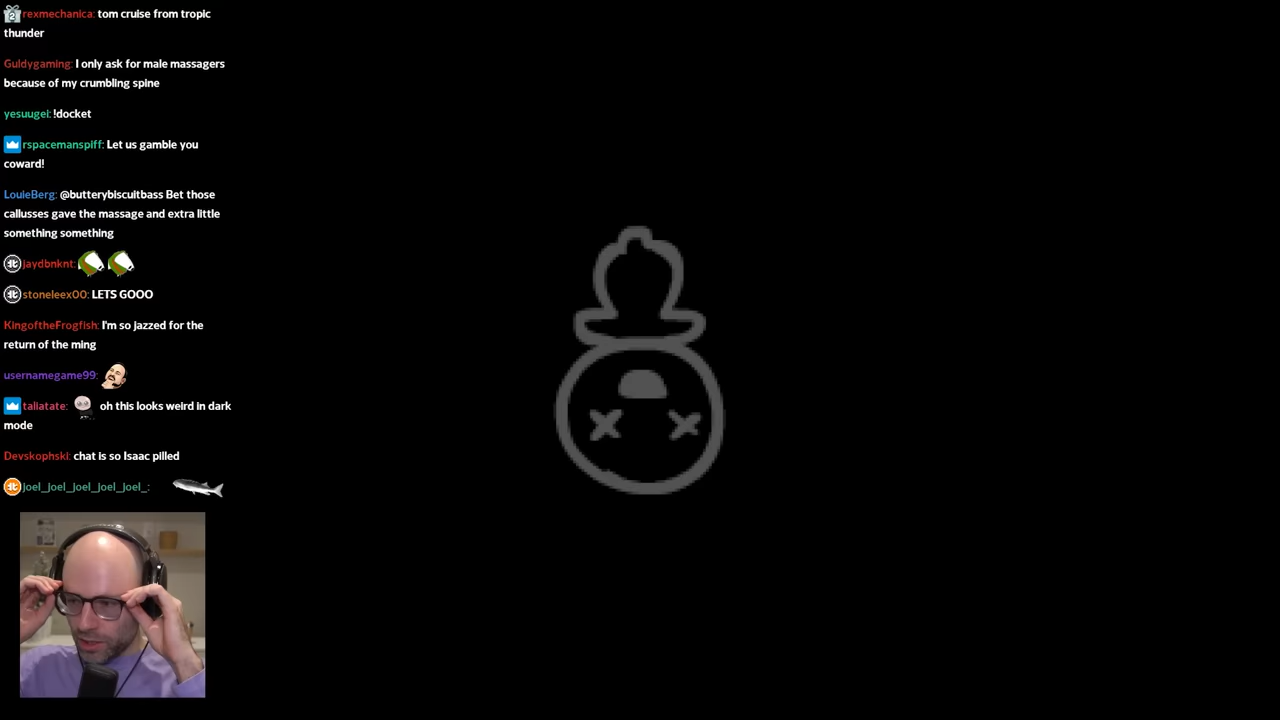 rexmechanica: tom cruise from tropic
thunder
Guldygaming: I only ask for male massagers
because of my crumbling spine
yesuugei: !docket
rspacemanspiff: Let us gamble you
coward!
LouieBerg: @butterybiscuitbass Bet those
callusses gave the massage and extra little
something something
jaydbnknt:
stoneleex00: LETS GOOO
KingoftheFrogfish: I'm so jazzed for the
return of the ming
usernamegame99:
taliatate: oh this looks weird in dark
mode
Devskophski: chat is so Isaac pilled
joel_joel_joel_joel_joel_: